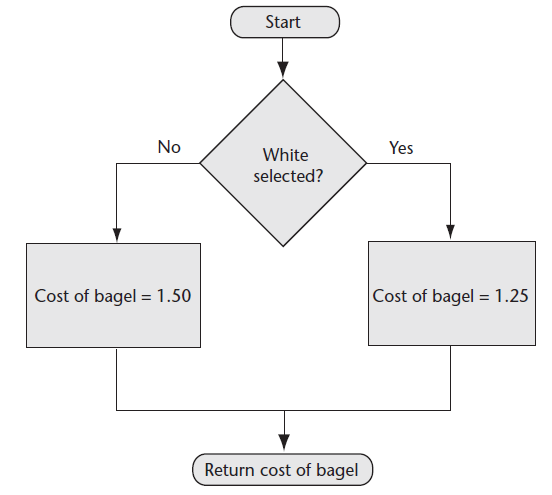 Start
No
White
selected?
Yes
Cost of bagel = 1.50
Cost of bagel = 1.25
Return cost of bagel